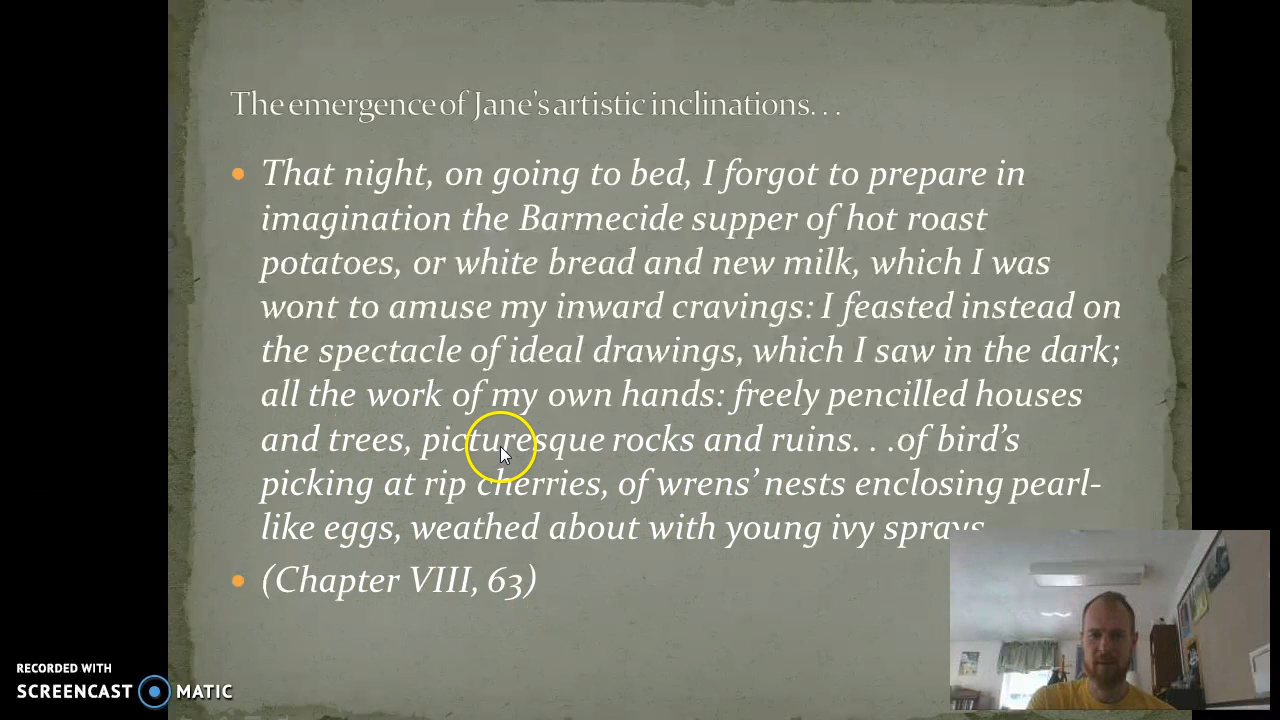 The emergence of Jane's artistic inclinations. . .
That night, on going to bed, I forgot to prepare in
imagination the Barmecide supper of hot roast
potatoes, or white bread and new milk, which I was
wont to amuse my inward cravings: I feasted instead on
the spectacle of ideal drawings, which I saw in the dark;
all the work of my own hands: freely pencilled houses
and trees, picturesque rocks and ruins. . .of bird's
picking at rip cherries, of wrens' nests enclosing pearl-
like eggs, weathed about with young ivy sprays
(Chapter VIII, 63)
RECORDED WITH
SCREENCAST MATIC